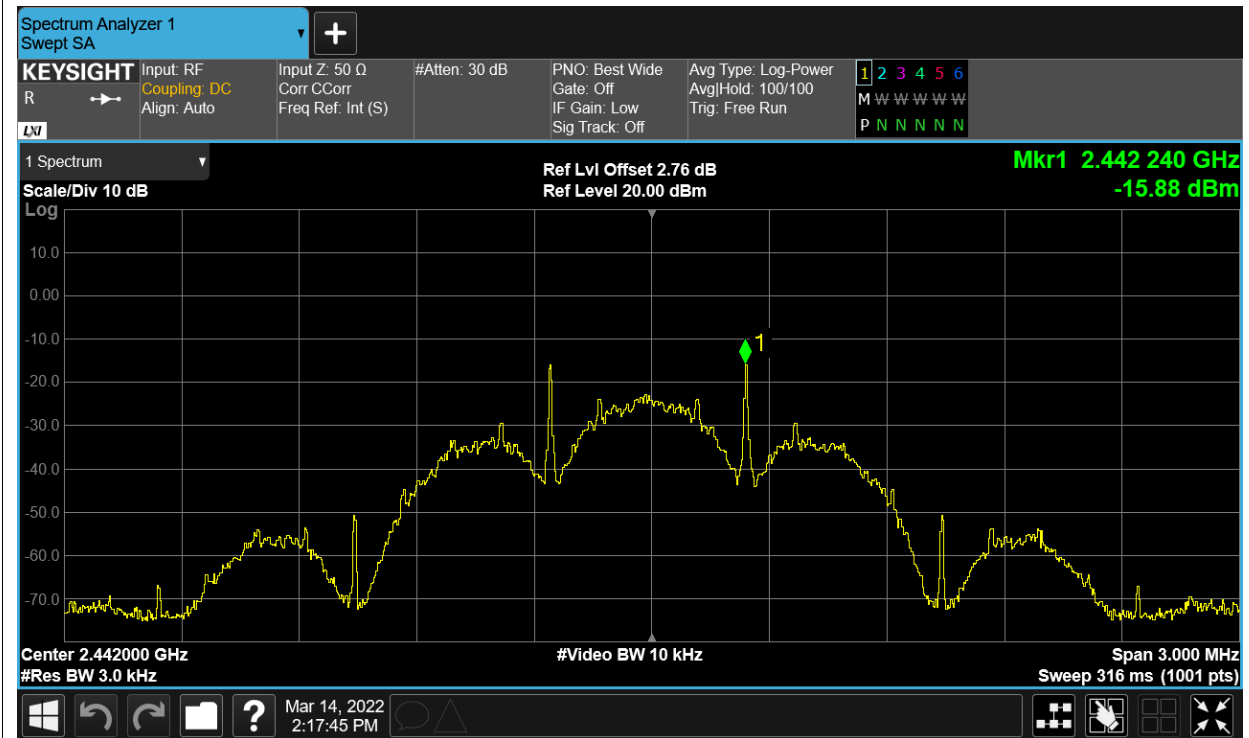 Spectrum Analyzer 1
Swept SA
+
KEYSIGHT
R
LXI
Input: RF
Coupling: DC
Align: Auto
Input Z: 50 Ω
Corr CCorr
Freq Ref: Int (S)
#Atten: 30 dB
PNO: Best Wide
Gate: Off
IF Gain: Low
Sig Track: Off
Avg Type: Log-Power
Avg|Hold: 100/100
Trig: Free Run
1 2 3 4 5 6
M W W W W W
P N N N N N
1 Spectrum
Scale/Div 10 dB
Log
Ref Lvl Offset 2.76 dB
Ref Level 20.00 dBm
Mkr1 2.442 240 GHz
-15.88 dBm
10.0
0.00
-10.0
1
-20.0
-30.0
-40.0
-50.0
-60.0
-70.0
Center 2.442000 GHz
#Res BW 3.0 kHz
#Video BW 10 kHz
Span 3.000 MHz
Sweep 316 ms (1001 pts)
?
Mar 14, 2022
2:17:45 PM